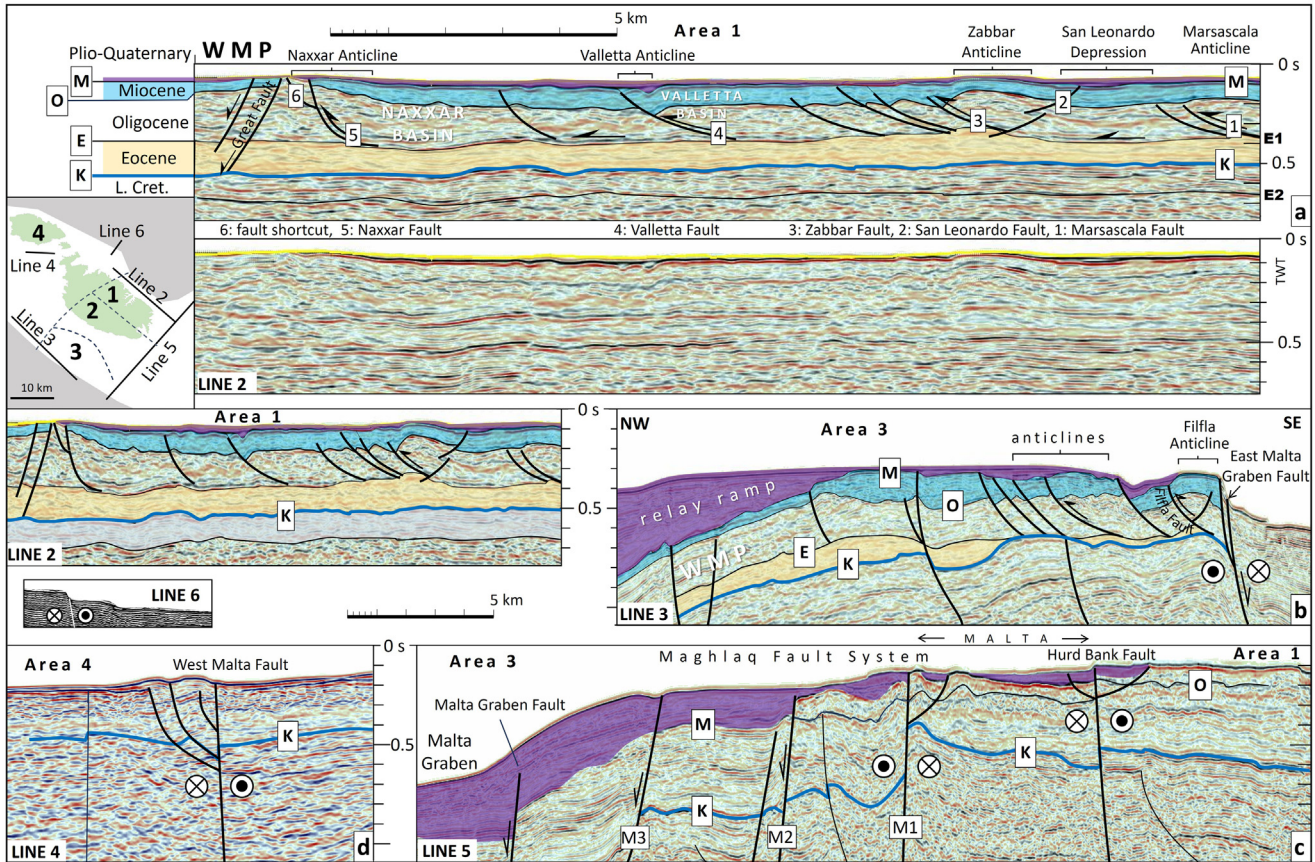 5 km
Area 1
Plio-Quaternary
WMP
Naxxar Anticline
Valletta Anticline
Zabbar
Anticline
San Leonardo
Depression
Marsascala
Anticline
0 s
M
O
Miocene
Oligocene
E
Eocene
K
L. Cret.
Great Fault
6
5
NAXXAR
BASIN
VALLETTA
BASIN
4
3
2
1
M
E1
K
0.5
E2
a
6: fault shortcut, 5: Naxxar Fault
4: Valletta Fault
3: Zabbar Fault, 2: San Leonardo Fault, 1: Marsascala Fault
4
Line 6
Line 4
1
Line 2
2
Line 3
3
Line 5
10 km
0 s
TWT
0.5
LINE 2
Area 1
0 s
K
0.5
LINE 2
NW
Area 3
SE
anticlines
Filfla
Anticline
East Malta
Graben Fault
relay ramp
M
O
Filfla Fault
WMP
E
K
LINE 3
b
LINE 6
5 km
Area 4
West Malta Fault
0 s
K
0.5
LINE 4
d
MALTA
Area 3
Maghlaq Fault System
Hurd Bank Fault
Area 1
Malta Graben Fault
Malta
Graben
M
O
K
K
M3
M2
M1
LINE 5
c